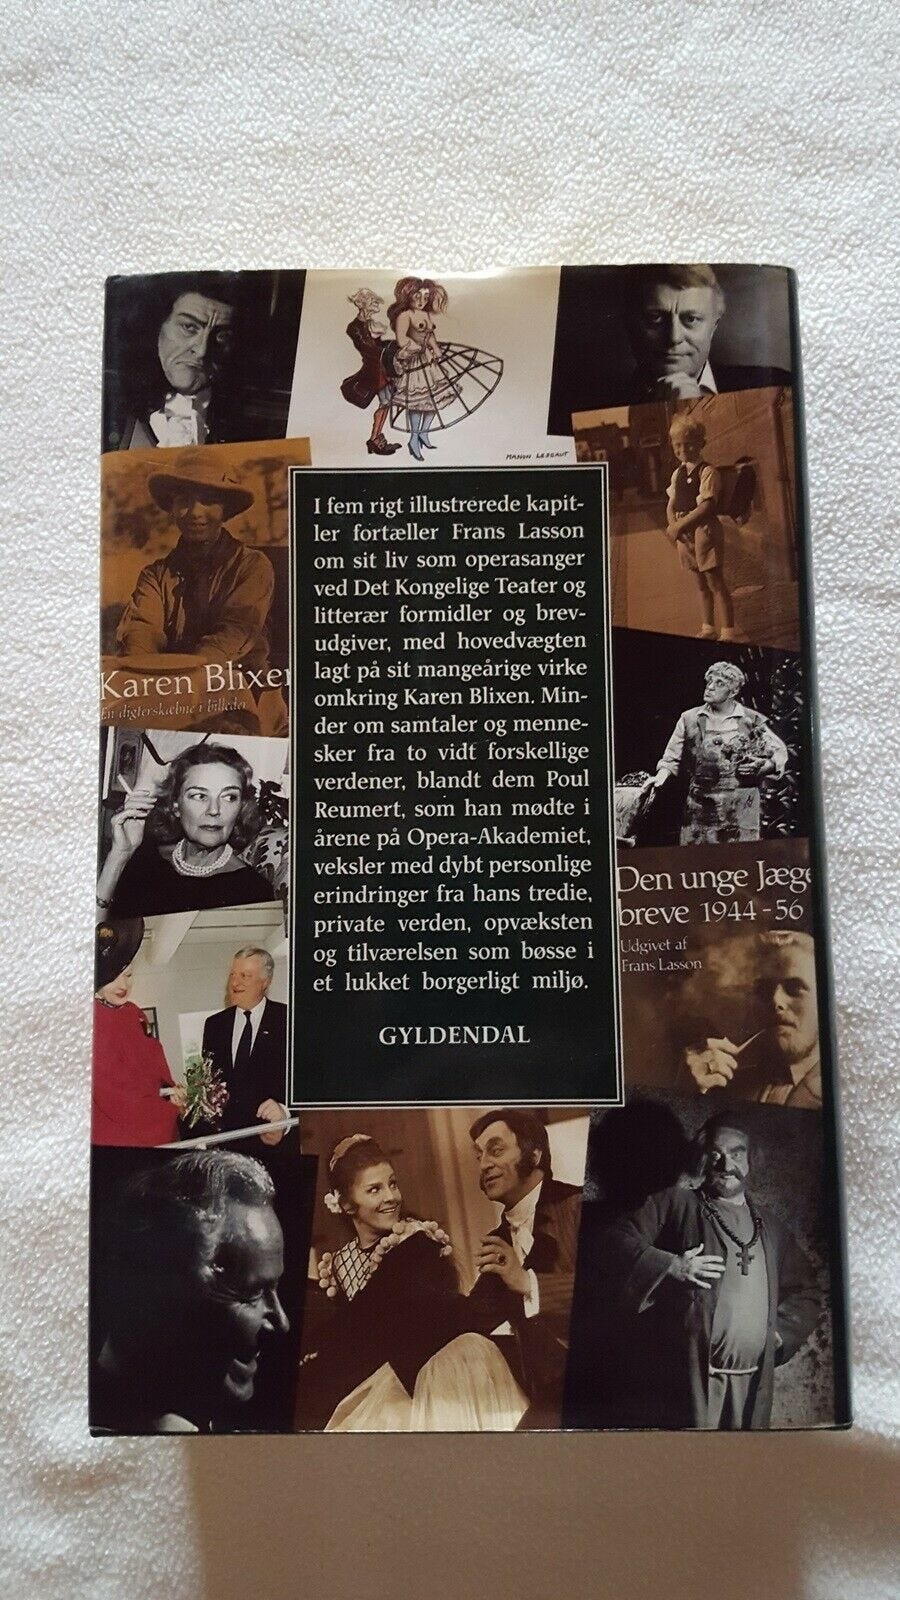 MANON LESCAUT
I fem rigt illustrerede kapit-
ler fortæller Frans Lasson
om sit liv som operasanger
ved Det Kongelige Teater og
litterær formidler og brev-
udgiver, med hovedvægten
lagt på sit mangeårige virke
omkring Karen Blixen. Min-
der om samtaler og menne-
sker fra to vidt forskellige
verdener, blandt dem Poul
Reumert, som han mødte i
årene på Opera-Akademiet,
veksler med dybt personlige
erindringer fra hans tredie,
private verden, opvæksten
og tilværelsen som bøsse i
et lukket borgerligt miljø.
GYLDENDAL
Karen Blixen
En digterskæbne i billeder
Den unge Jæge
breve 1944-56
Udgivet af
Frans Lasson